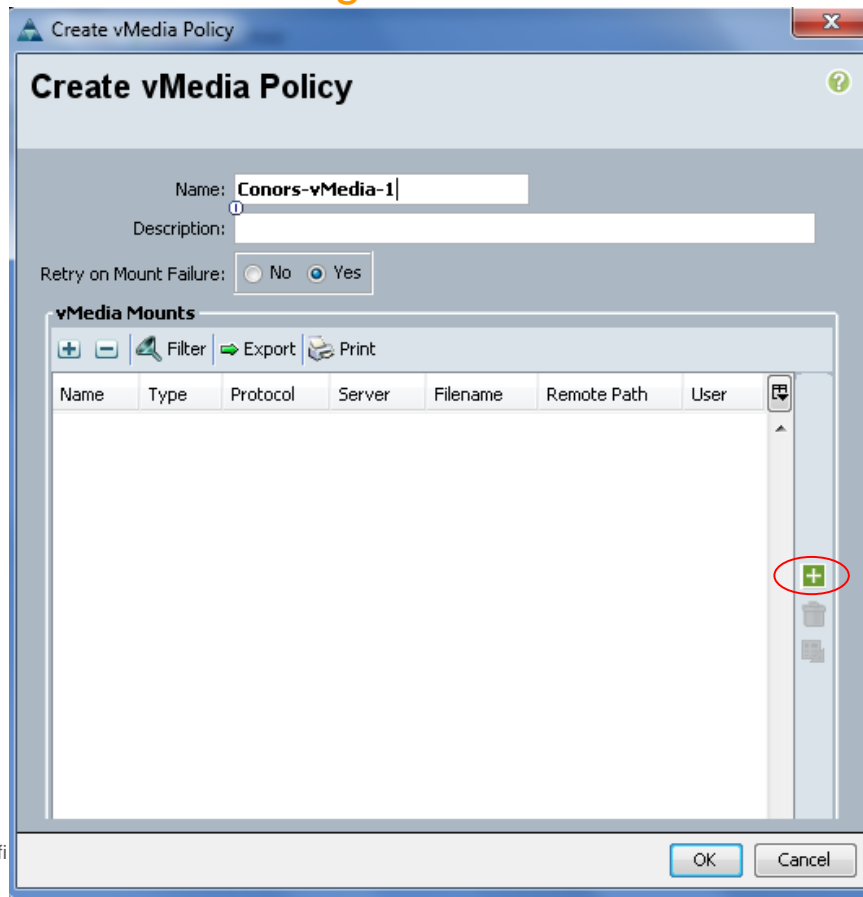 Create vMedia Policy
Create vMedia Policy
Name: Conors-vMedia-1
Description:
Retry on Mount Failure: No Yes
vMedia Mounts
Filter Export Print
Name Type Protocol Server Filename Remote Path User
OK Cancel